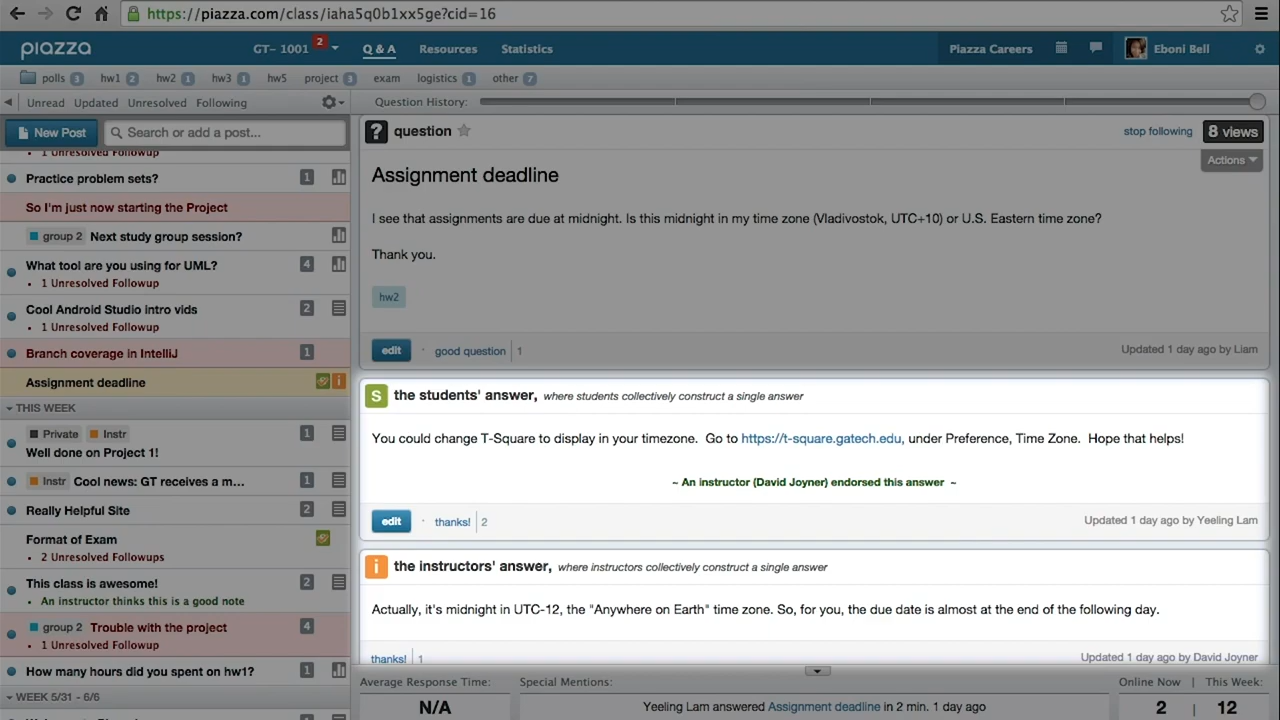 https://piazza.com/class/iaha5q0b1xx5ge?cid=16
piazza GT- 1001 2 Q & A Resources Statistics Piazza Careers Eboni Bell
polls 3 hw1 2 hw2 1 hw3 1 hw5 project 3 exam logistics 1 other 7
Unread Updated Unresolved Following
Question History:
New Post Search or add a post...
1 Unresolved Followup
Practice problem sets? 1
So I'm just now starting the Project
group 2 Next study group session?
What tool are you using for UML? 4
1 Unresolved Followup
Cool Android Studio intro vids 2
1 Unresolved Followup
Branch coverage in IntelliJ 1
Assignment deadline i
THIS WEEK
Private Instr 1
Well done on Project 1!
Instr Cool news: GT receives a m... 1
Really Helpful Site 2
Format of Exam
2 Unresolved Followups
This class is awesome! 2
An instructor thinks this is a good note
group 2 Trouble with the project 4
1 Unresolved Followup
How many hours did you spent on hw1? 1
WEEK 5/31 - 6/6
? question stop following 8 views
Actions
Assignment deadline
I see that assignments are due at midnight. Is this midnight in my time zone (Vladivostok, UTC+10) or U.S. Eastern time zone?
Thank you.
hw2
edit · good question 1 Updated 1 day ago by Liam
S the students' answer, where students collectively construct a single answer
You could change T-Square to display in your timezone. Go to https://t-square.gatech.edu, under Preference, Time Zone. Hope that helps!
~ An instructor (David Joyner) endorsed this answer ~
edit · thanks! 2 Updated 1 day ago by Yeeling Lam
i the instructors' answer, where instructors collectively construct a single answer
Actually, it's midnight in UTC-12, the "Anywhere on Earth" time zone. So, for you, the due date is almost at the end of the following day.
thanks! 1 Updated 1 day ago by David Joyner
Average Response Time: Special Mentions: Online Now | This Week:
N/A Yeeling Lam answered Assignment deadline in 2 min. 1 day ago 2 | 12